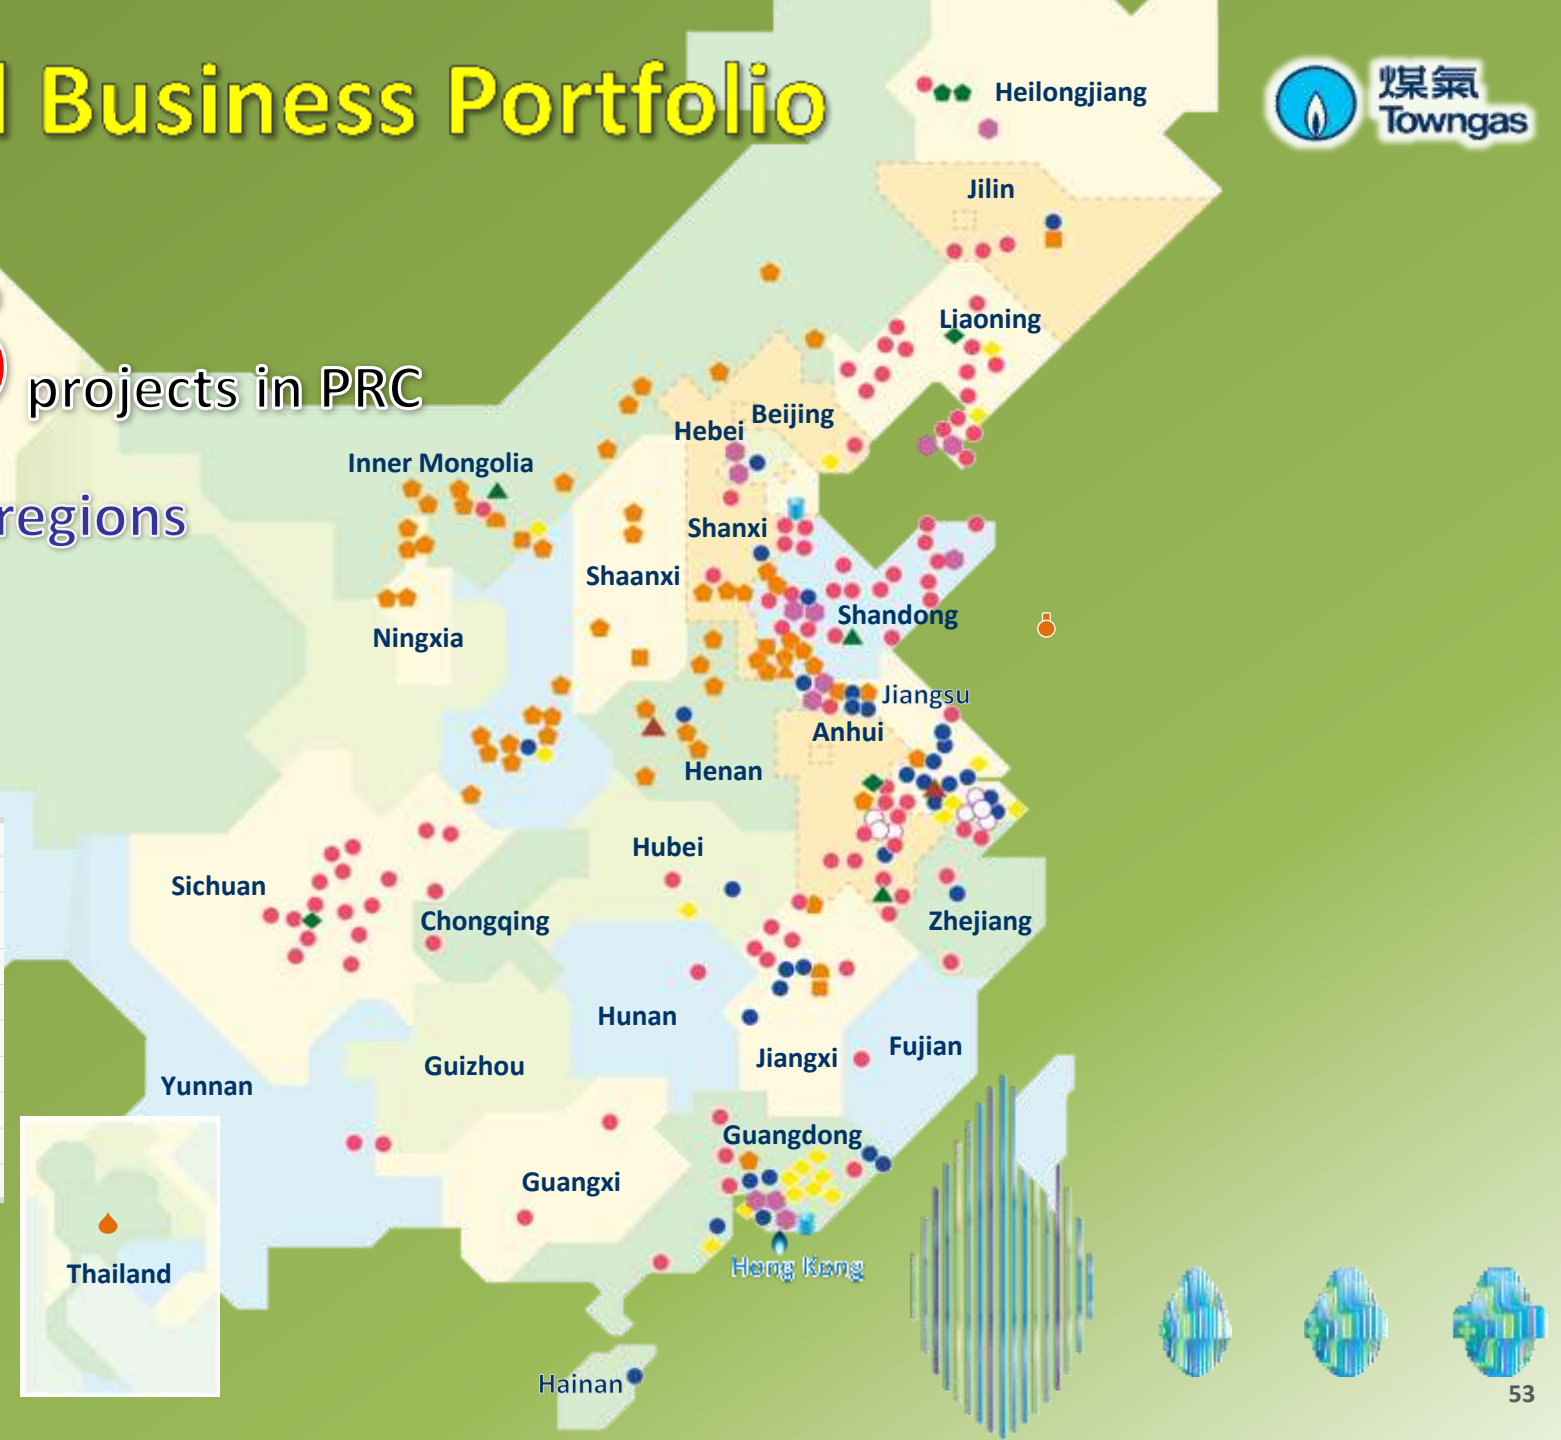 Business Portfolio
煤氣
Towngas
Heilongjiang
Jilin
Liaoning
projects in PRC
Beijing
Hebei
Inner Mongolia
regions
Shanxi
Shaanxi
Shandong
Ningxia
Jiangsu
Anhui
Henan
Hubei
Sichuan
Chongqing
Zhejiang
Hunan
Fujian
Jiangxi
Guizhou
Yunnan
Guangdong
Guangxi
Hong Kong
Thailand
Hainan
53